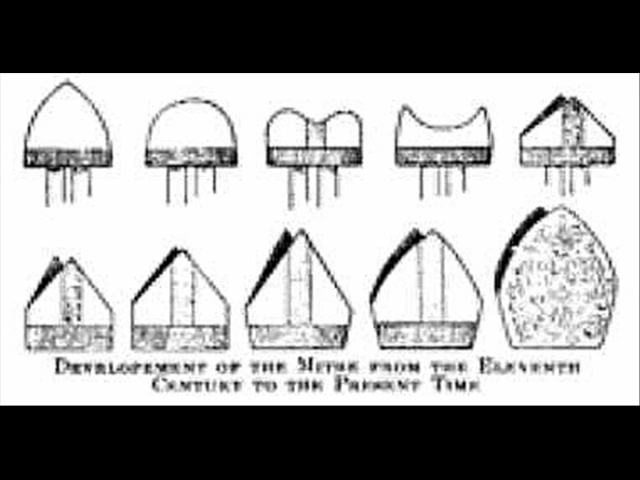 Developement of the Mitre from the Eleventh
Century to the Present Time